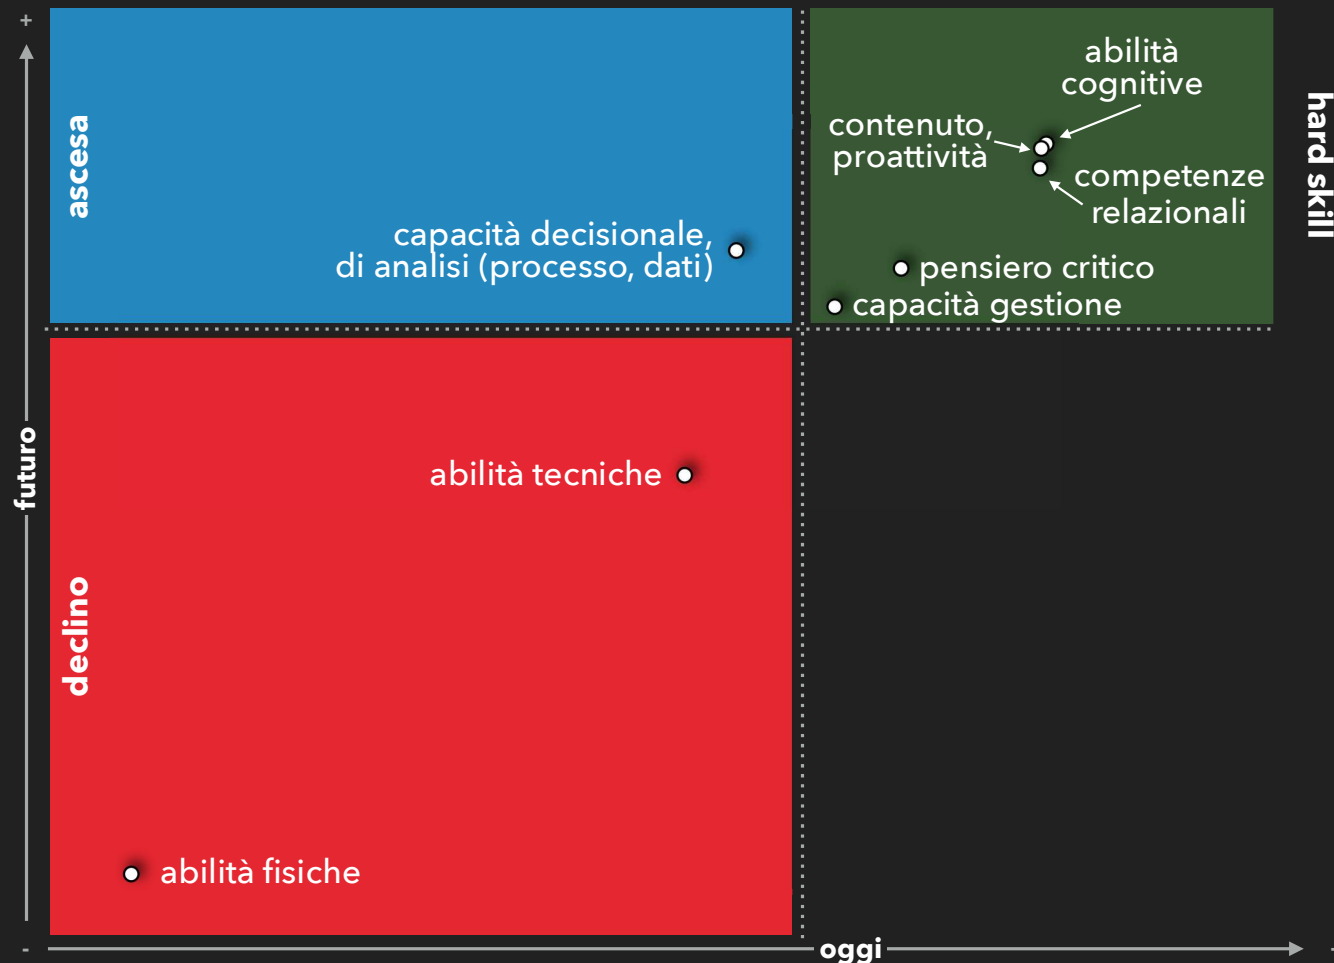 +
abilità
cognitive
contenuto,
proattività
competenze
relazionali
ascesa
hard skill
capacità decisionale,
di analisi (processo, dati)
pensiero critico
capacità gestione
futuro
abilità tecniche
declino
abilità fisiche
-
oggi